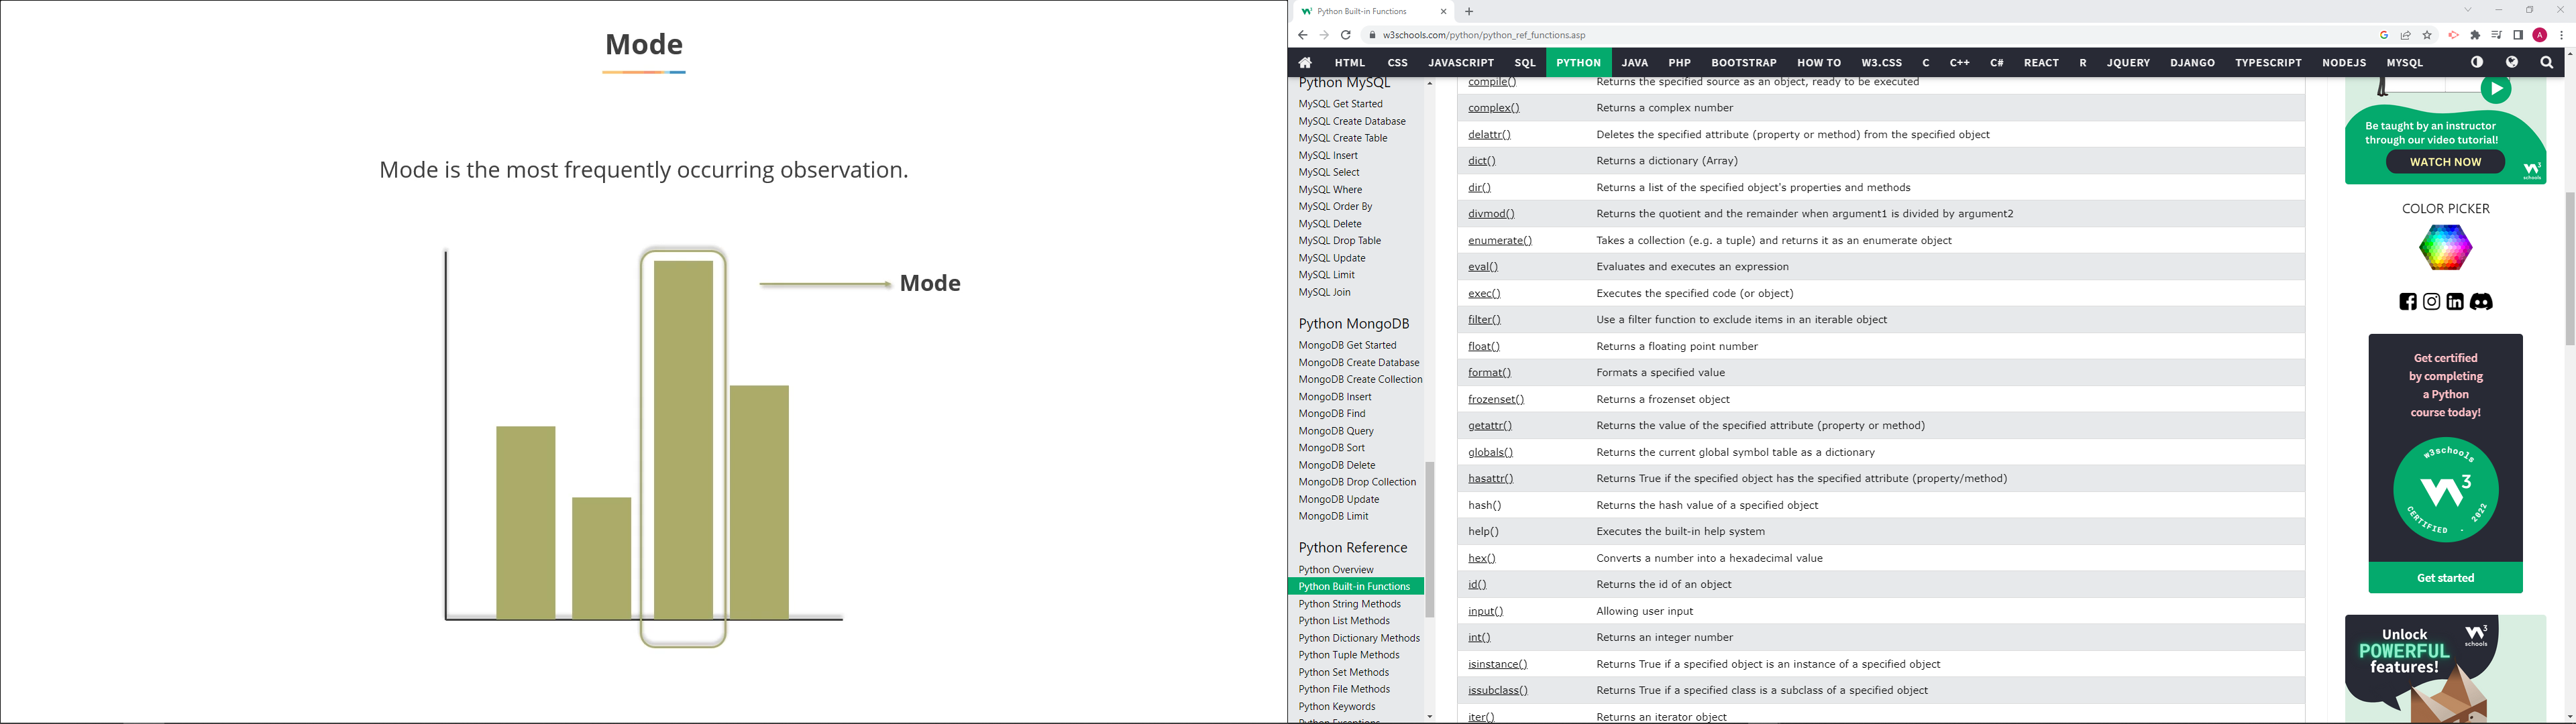 Mode
Mode is the most frequently occurring observation.
Mode
Python Built-in Functions
w3schools.com/python/python_ref_functions.asp
A
HTML CSS JAVASCRIPT SQL PYTHON JAVA PHP BOOTSTRAP HOW TO W3.CSS C C++ C# REACT R JQUERY DJANGO TYPESCRIPT NODEJS MYSQL
Python MySQL
MySQL Get Started
MySQL Create Database
MySQL Create Table
MySQL Insert
MySQL Select
MySQL Where
MySQL Order By
MySQL Delete
MySQL Drop Table
MySQL Update
MySQL Limit
MySQL Join
Python MongoDB
MongoDB Get Started
MongoDB Create Database
MongoDB Create Collection
MongoDB Insert
MongoDB Find
MongoDB Query
MongoDB Sort
MongoDB Delete
MongoDB Drop Collection
MongoDB Update
MongoDB Limit
Python Reference
Python Overview
Python Built-in Functions
Python String Methods
Python List Methods
Python Dictionary Methods
Python Tuple Methods
Python Set Methods
Python File Methods
Python Keywords
compile() Returns the specified source as an object, ready to be executed
complex() Returns a complex number
delattr() Deletes the specified attribute (property or method) from the specified object
dict() Returns a dictionary (Array)
dir() Returns a list of the specified object's properties and methods
divmod() Returns the quotient and the remainder when argument1 is divided by argument2
enumerate() Takes a collection (e.g. a tuple) and returns it as an enumerate object
eval() Evaluates and executes an expression
exec() Executes the specified code (or object)
filter() Use a filter function to exclude items in an iterable object
float() Returns a floating point number
format() Formats a specified value
frozenset() Returns a frozenset object
getattr() Returns the value of the specified attribute (property or method)
globals() Returns the current global symbol table as a dictionary
hasattr() Returns True if the specified object has the specified attribute (property/method)
hash() Returns the hash value of a specified object
help() Executes the built-in help system
hex() Converts a number into a hexadecimal value
id() Returns the id of an object
input() Allowing user input
int() Returns an integer number
isinstance() Returns True if a specified object is an instance of a specified object
issubclass() Returns True if a specified class is a subclass of a specified object
iter() Returns an iterator object
Be taught by an instructor
through our video tutorial!
WATCH NOW
3
schools
COLOR PICKER
Get certified
by completing
a Python
course today!
w3schools
3
CERTIFIED . 2022
Get started
Unlock
POWERFUL
features!
3
schools